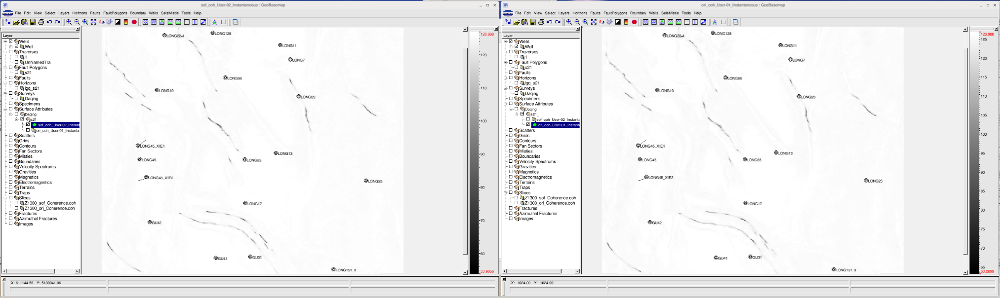 sof_coh_User-02_Instantaneous : GeoBasemap
File Edit View Select Layers Horizons Faults FaultPolygons Boundary Wells SeisMistie Tools Help
Layer
Wells
Well
Traverses
1
UnNamedTra
Fault Polygons
s21
Faults
Horizons
lgq_s21
Surveys
Daqing
Specimens
Surface Attributes
Daqing
s21_
sof_coh_User-02_Instant
ori_coh_User-01_Instanta
Scatters
Grids
Contours
Fan Sectors
Misties
Boundaries
Velocity Spectrums
Gravities
Magnetics
Electromagnetics
Terrains
Traps
Slices
Z1300_sof_Coherence.coh
Z1300_ori_Coherence.coh
Fractures
Azimuthal Fractures
Images
LONG22-4
LONG128
LONG11
LONG7
LONG66
LONG10
LONG23
LONG45_XIE1
LONG13
LONG45
LONG65
LONG45_XIE2
LONG25
LONG17
GU42
GU41
GU31
LONG151_s
126.998
120
110
100
90
80
70
60
53.9056
X: 611144.56 Y: 5130041.06
ori_coh_User-01_Instantaneous : GeoBasemap
File Edit View Select Layers Horizons Faults FaultPolygons Boundary Wells SeisMistie Tools Help
Layer
Wells
Well
Traverses
1
Fault Polygons
s21
Faults
Horizons
lgq_s21
Surveys
Daqing
Specimens
Surface Attributes
Daqing
s21_
sof_coh_User-02_Instanta
ori_coh_User-01_Instant
Scatters
Grids
Contours
Fan Sectors
Misties
Boundaries
Velocity Spectrums
Gravities
Magnetics
Electromagnetics
Terrains
Traps
Slices
Z1300_sof_Coherence.coh
Z1300_ori_Coherence.coh
Fractures
Azimuthal Fractures
Images
LONG22-4
LONG128
LONG11
LONG7
LONG66
LONG10
LONG23
LONG45_XIE1
LONG13
LONG45
LONG65
LONG45_XIE2
LONG25
LONG17
GU42
GU41
GU31
LONG151_s
126.988
125
120
115
110
105
100
95
90
85
80
75
70
65
63.2699
X: -1024.00 Y: -1024.00